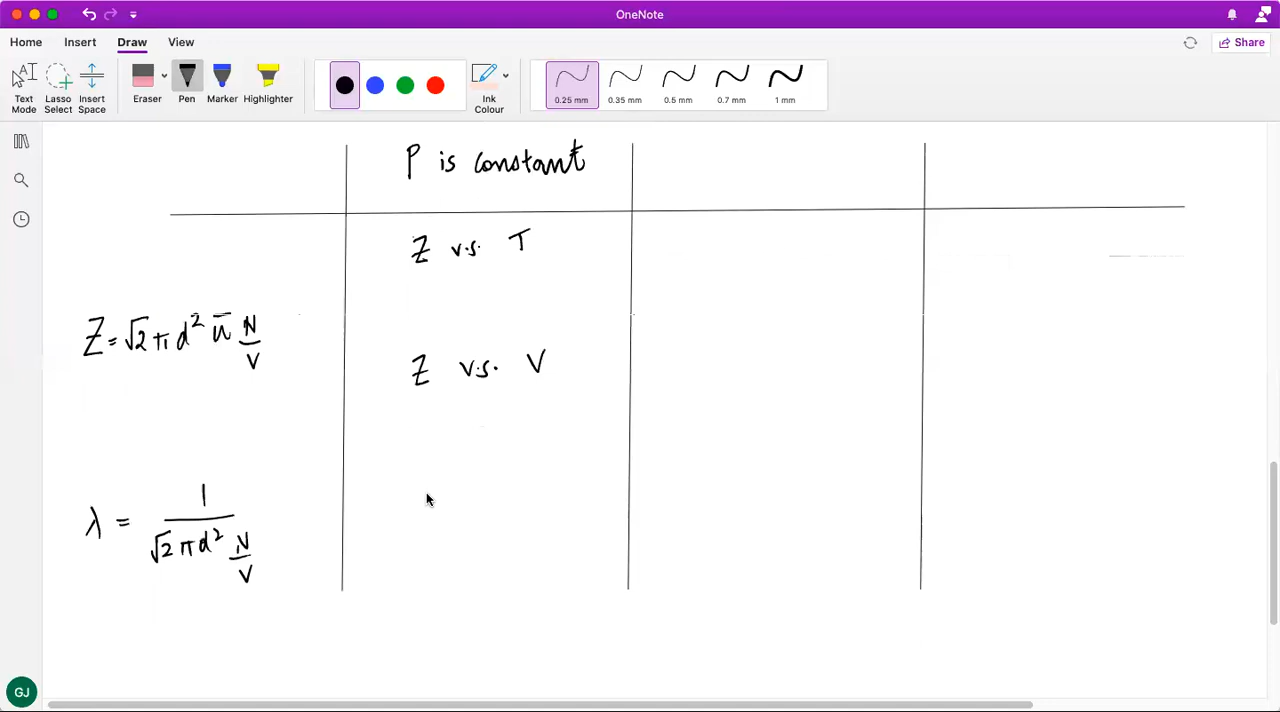 OneNote
Home Insert Draw View
Share
Text Mode
Lasso Select
Insert Space
Eraser
Pen
Marker
Highlighter
Ink Colour
0.25 mm
0.35 mm
0.5 mm
0.7 mm
1 mm
P is constant
Z v.s. T
Z = √2 π d² ū N/V
Z v.s. V
λ = 1/(√2 π d² N/V)
GJ